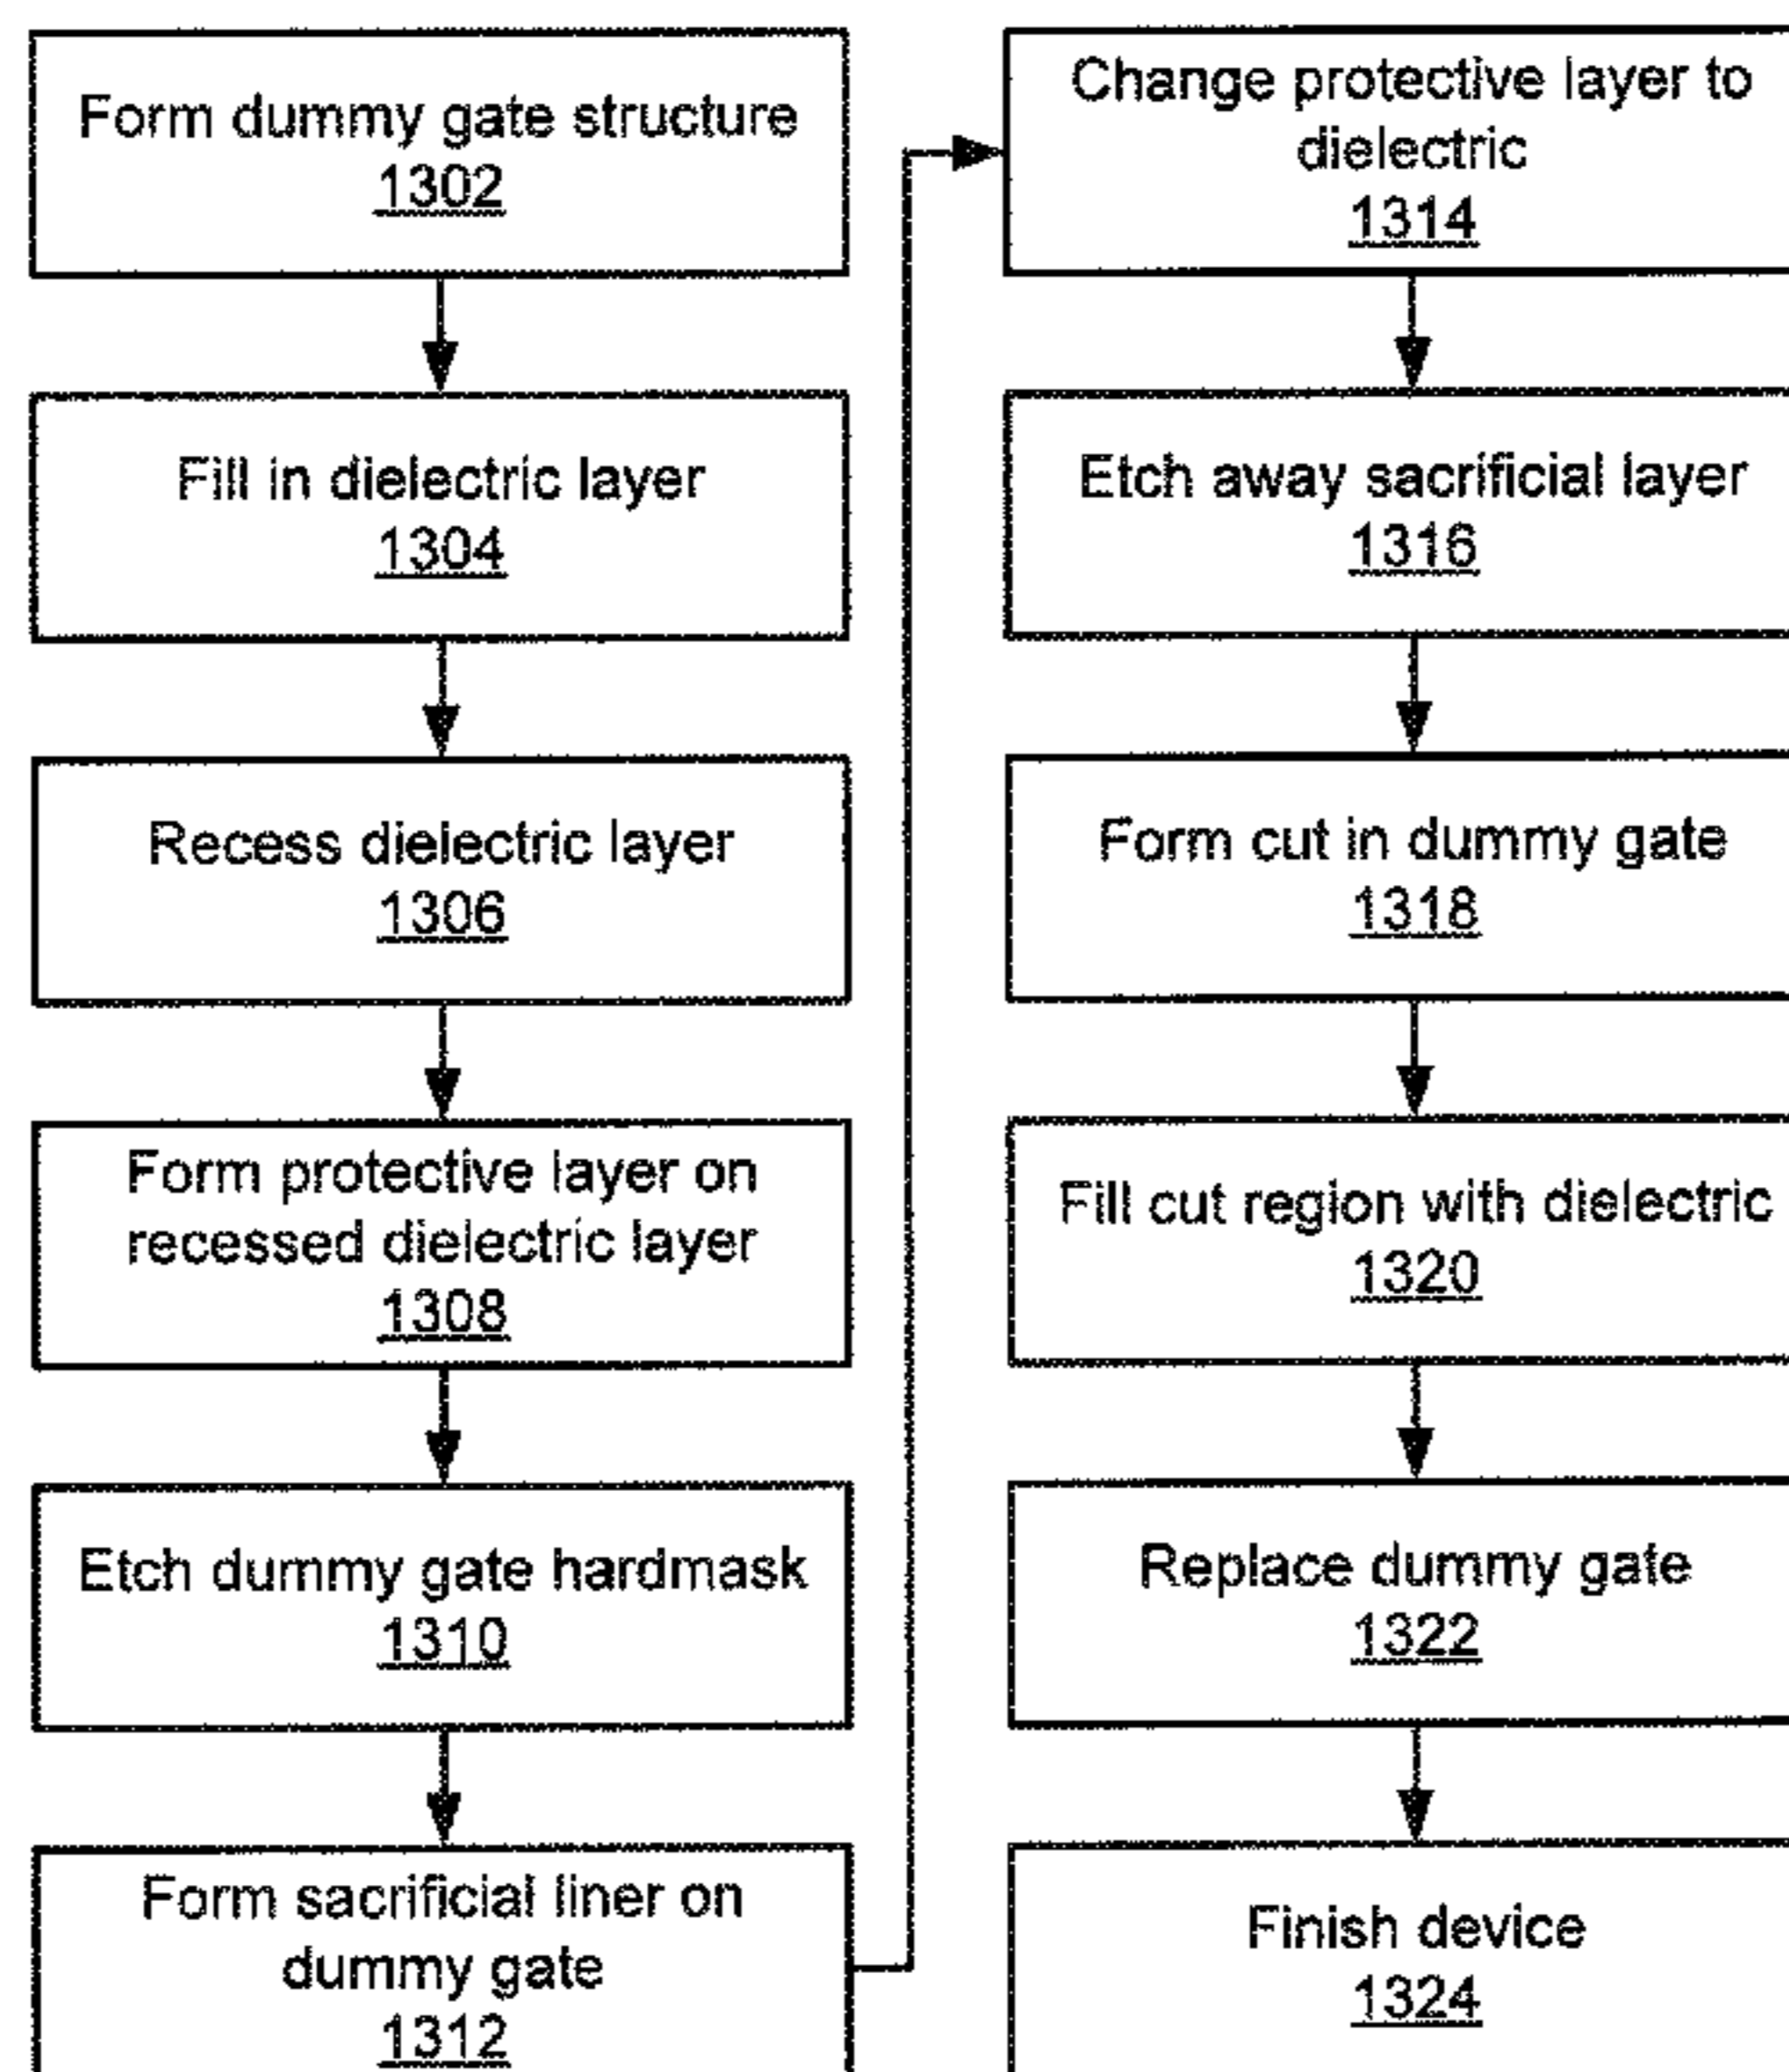 Form dummy gate structure
1302
Fill in dielectric layer
1304
Recess dielectric layer
1306
Form protective layer on
recessed dielectric layer
1308
Etch dummy gate hardmask
1310
Form sacrificial liner on
dummy gate
1312
Change protective layer to
dielectric
1314
Etch away sacrificial layer
1316
Form cut in dummy gate
1318
Fill cut region with dielectric
1320
Replace dummy gate
1322
Finish device
1324